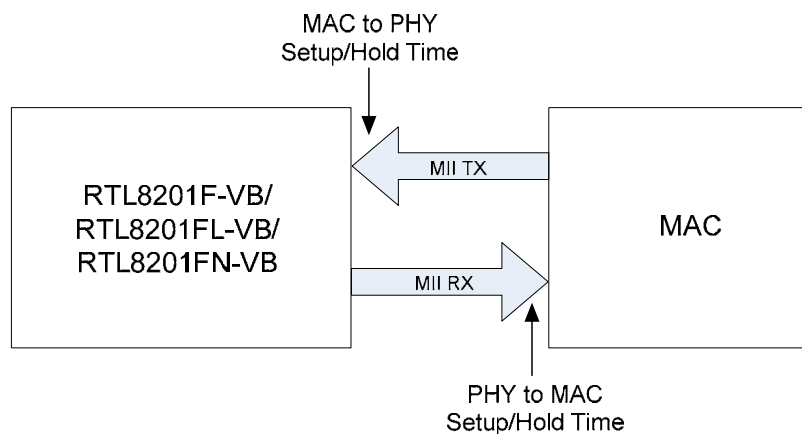 MAC to PHY
Setup/Hold Time
MII TX
RTL8201F-VB/
RTL8201FL-VB/
RTL8201FN-VB
MAC
MII RX
PHY to MAC
Setup/Hold Time